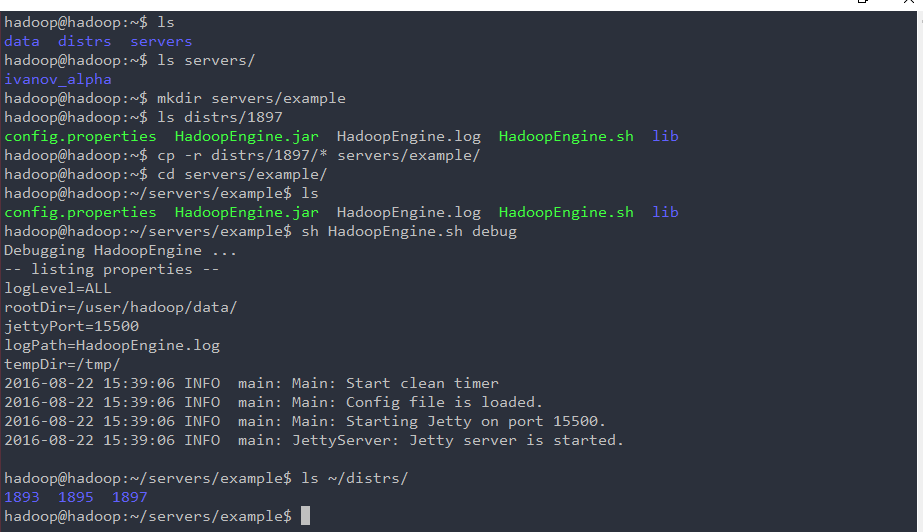 hadoop@hadoop:~$ ls
data  distrs  servers
hadoop@hadoop:~$ ls servers/
ivanov_alpha
hadoop@hadoop:~$ mkdir servers/example
hadoop@hadoop:~$ ls distrs/1897
config.properties  HadoopEngine.jar  HadoopEngine.log  HadoopEngine.sh  lib
hadoop@hadoop:~$ cp -r distrs/1897/* servers/example/
hadoop@hadoop:~$ cd servers/example/
hadoop@hadoop:~/servers/example$ ls
config.properties  HadoopEngine.jar  HadoopEngine.log  HadoopEngine.sh  lib
hadoop@hadoop:~/servers/example$ sh HadoopEngine.sh debug
Debugging HadoopEngine ...
-- listing properties --
logLevel=ALL
rootDir=/user/hadoop/data/
jettyPort=15500
logPath=HadoopEngine.log
tempDir=/tmp/
2016-08-22 15:39:06 INFO  main: Main: Start clean timer
2016-08-22 15:39:06 INFO  main: Main: Config file is loaded.
2016-08-22 15:39:06 INFO  main: Main: Starting Jetty on port 15500.
2016-08-22 15:39:06 INFO  main: JettyServer: Jetty server is started.
hadoop@hadoop:~/servers/example$ ls ~/distrs/
1893  1895  1897
hadoop@hadoop:~/servers/example$